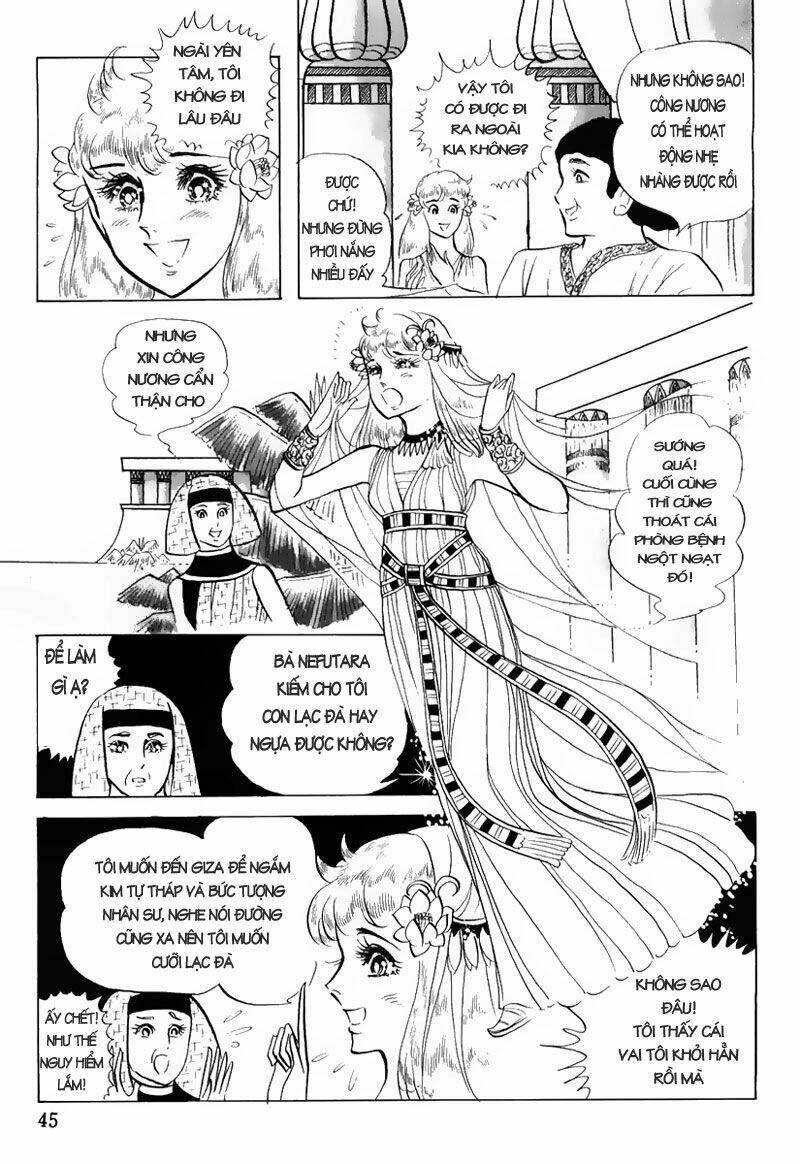 NHƯNG KHÔNG SAO!
CÔNG NƯƠNG
CÓ THỂ HOẠT
ĐỘNG NHẸ
NHÀNG ĐƯỢC RỒI
VẬY TÔI
CÓ ĐƯỢC ĐI
RA NGOÀI
KIA KHÔNG?
ĐƯỢC
CHỨ!
NHƯNG ĐỪNG
PHƠI NẮNG
NHIỀU ĐẤY
NGÀI YÊN
TÂM, TÔI
KHÔNG ĐI
LÂU ĐÂU
NHƯNG
XIN CÔNG
NƯƠNG CẨN
THẬN CHO
SƯỚNG
QUÁ!
CUỐI CÙNG
THÌ CŨNG
THOÁT CÁI
PHÒNG BỆNH
NGỘT NGẠT
ĐÓ!
BÀ NEFUTARA
KIẾM CHO TÔI
CON LẠC ĐÀ HAY
NGỰA ĐƯỢC KHÔNG?
ĐỂ LÀM
GÌ Ạ?
TÔI MUỐN ĐẾN GIZA ĐỂ NGẮM
KIM TỰ THÁP VÀ BỨC TƯỢNG
NHÂN SƯ, NGHE NÓI ĐƯỜNG
CŨNG XA NÊN TÔI MUỐN
CƯỠI LẠC ĐÀ
ẤY CHẾT!
NHƯ THẾ
NGUY HIỂM
LẮM!
KHÔNG SAO
ĐÂU!
TÔI THẤY CÁI
VAI TÔI KHỎI HẲN
RỒI MÀ
45